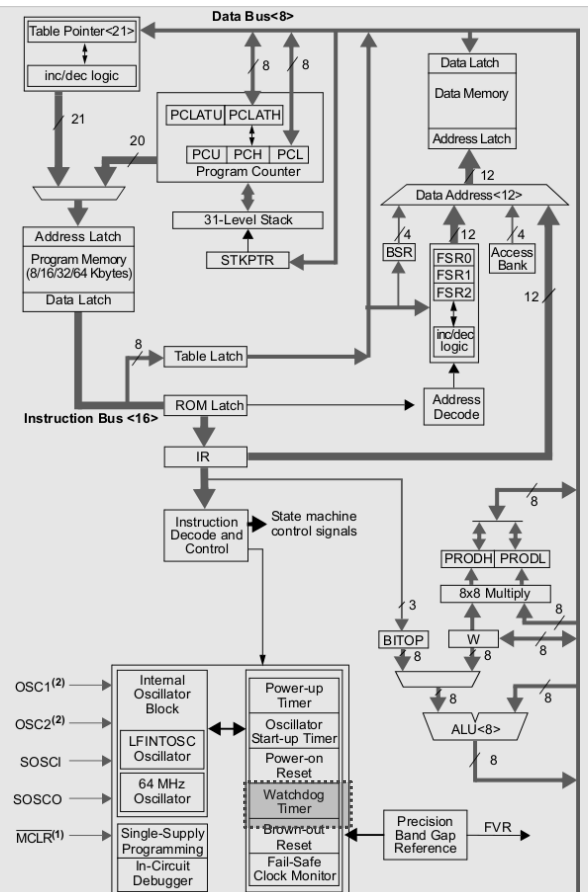 Data Bus<8>
Table Pointer<21>
inc/dec logic
21
20
8
8
PCLATU PCLATH
PCU PCH PCL
Program Counter
31-Level Stack
STKPTR
Data Latch
Data Memory
Address Latch
12
Data Address<12>
4
12
4
BSR
FSR0
FSR1
FSR2
inc/dec
logic
Access
Bank
12
Address
Decode
Address Latch
Program Memory
(8/16/32/64 Kbytes)
Data Latch
8
Table Latch
Instruction Bus <16>
ROM Latch
IR
Instruction
Decode and
Control
State machine
control signals
8
PRODH PRODL
8x8 Multiply
3
8
BITOP
W
8
8
8
8
8
ALU<8>
8
OSC1(2)
OSC2(2)
SOSCI
SOSCO
MCLR(1)
Internal
Oscillator
Block
LFINTOSC
Oscillator
64 MHz
Oscillator
Single-Supply
Programming
In-Circuit
Debugger
Power-up
Timer
Oscillator
Start-up Timer
Power-on
Reset
Watchdog
Timer
Brown-out
Reset
Fail-Safe
Clock Monitor
Precision
Band Gap
Reference
FVR